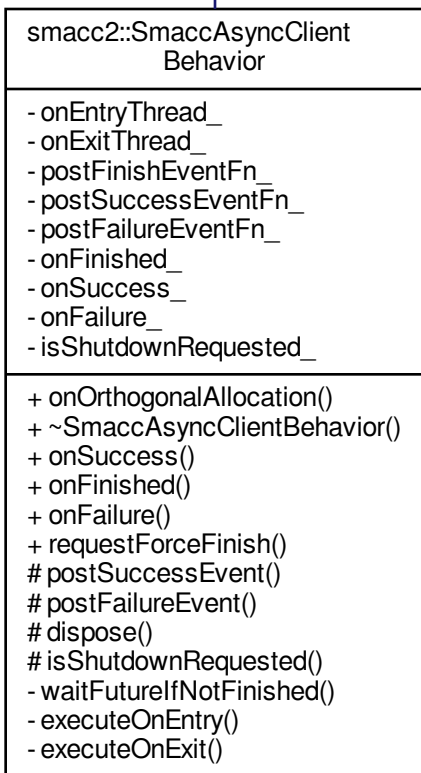 smacc2::SmaccAsyncClient
Behavior
- onEntryThread_
- onExitThread_
- postFinishEventFn_
- postSuccessEventFn_
- postFailureEventFn_
- onFinished_
- onSuccess_
- onFailure_
- isShutdownRequested_
+ onOrthogonalAllocation()
+ ~SmaccAsyncClientBehavior()
+ onSuccess()
+ onFinished()
+ onFailure()
+ requestForceFinish()
# postSuccessEvent()
# postFailureEvent()
# dispose()
# isShutdownRequested()
- waitFutureIfNotFinished()
- executeOnEntry()
- executeOnExit()